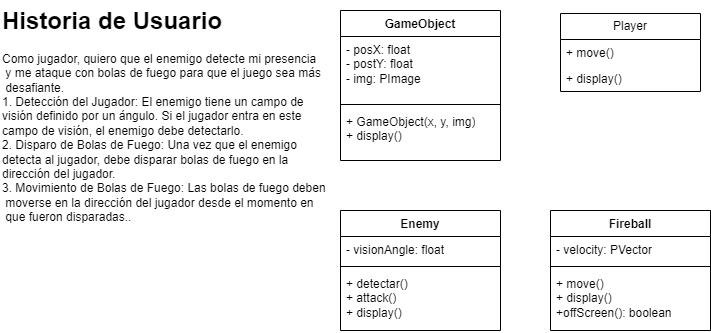 Historia de Usuario
Como jugador, quiero que el enemigo detecte mi presencia
y me ataque con bolas de fuego para que el juego sea más
desafiante.
1. Detección del Jugador: El enemigo tiene un campo de
visión definido por un ángulo. Si el jugador entra en este
campo de visión, el enemigo debe detectarlo.
2. Disparo de Bolas de Fuego: Una vez que el enemigo
detecta al jugador, debe disparar bolas de fuego en la
dirección del jugador.
3. Movimiento de Bolas de Fuego: Las bolas de fuego deben
moverse en la dirección del jugador desde el momento en
que fueron disparadas..
GameObject
- posX: float
- postY: float
- img: PImage
+ GameObject(x, y, img)
+ display()
Player
+ move()
+ display()
Enemy
- visionAngle: float
+ detectar()
+ attack()
+ display()
Fireball
- velocity: PVector
+ move()
+ display()
+offScreen(): boolean